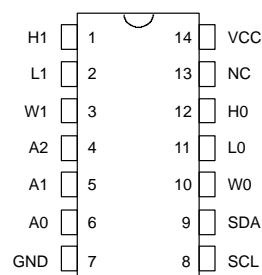 H1 1 14 VCC
L1 2 13 NC
W1 3 12 H0
A2 4 11 L0
A1 5 10 W0
A0 6 9 SDA
GND 7 8 SCL